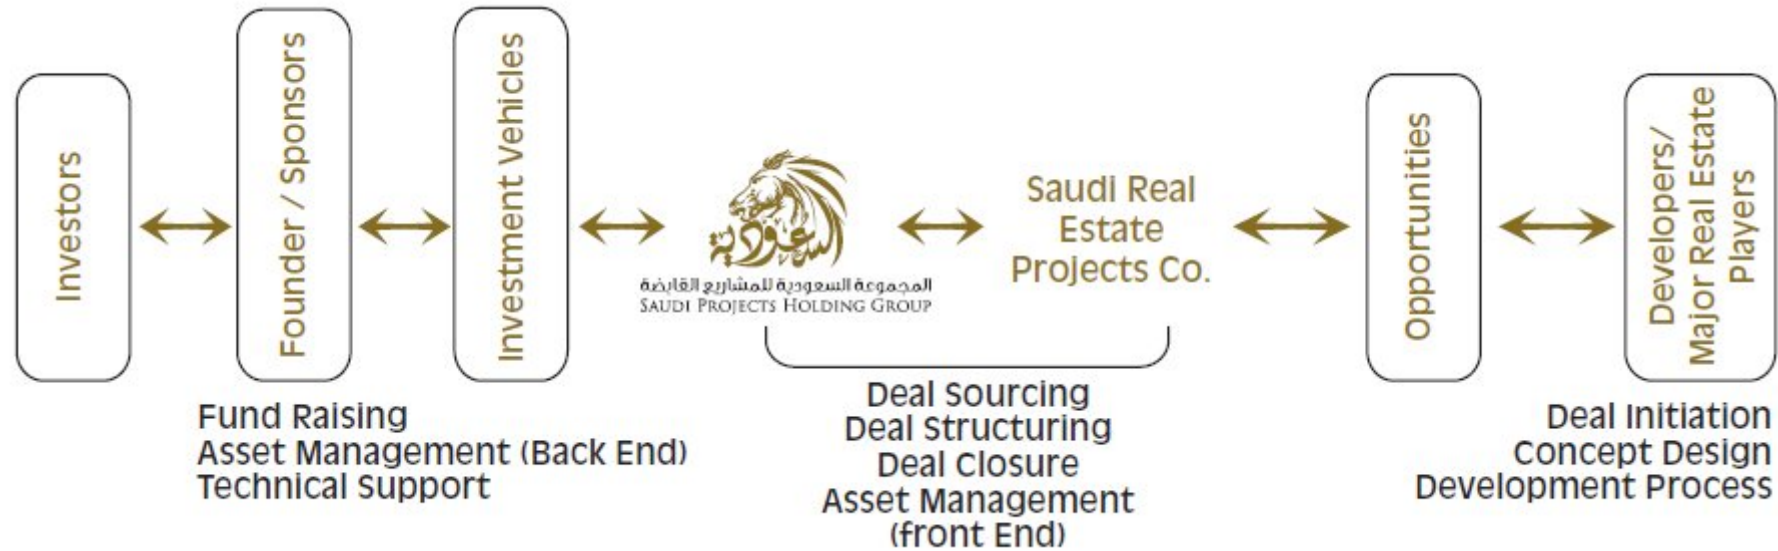 Investors
Founder / Sponsors
Investment Vehicles
السعودية
المجموعة السعودية للمشاريع القابضة
SAUDI PROJECTS HOLDING GROUP
Saudi Real
Estate
Projects Co.
Opportunities
Developers/
Major Real Estate
Players
Fund Raising
Asset Management (Back End)
Technical Support
Deal Sourcing
Deal Structuring
Deal Closure
Asset Management
(front End)
Deal Initiation
Concept Design
Development Process